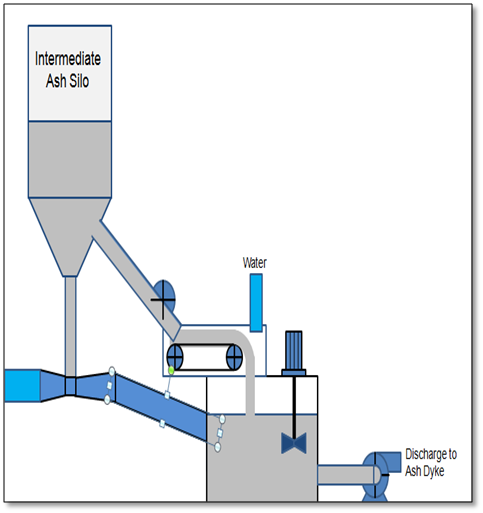 Intermediate
Ash Silo
Water
Discharge to
Ash Dyke